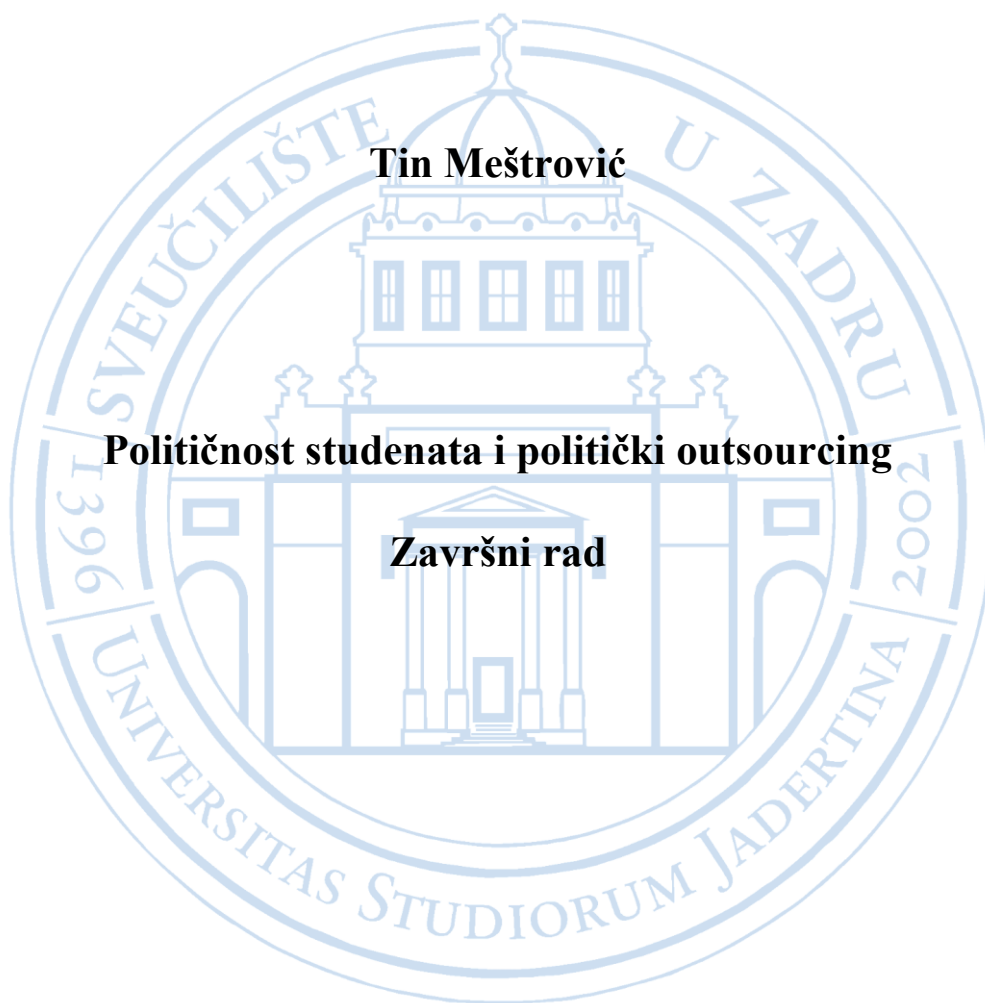 Tin Meštrović
Političnost studenata i politički outsourcing
Završni rad
SVEUČILIŠTE U ZADRU
1396
2002
UNIVERSITAS STUDIORUM JADERTINA